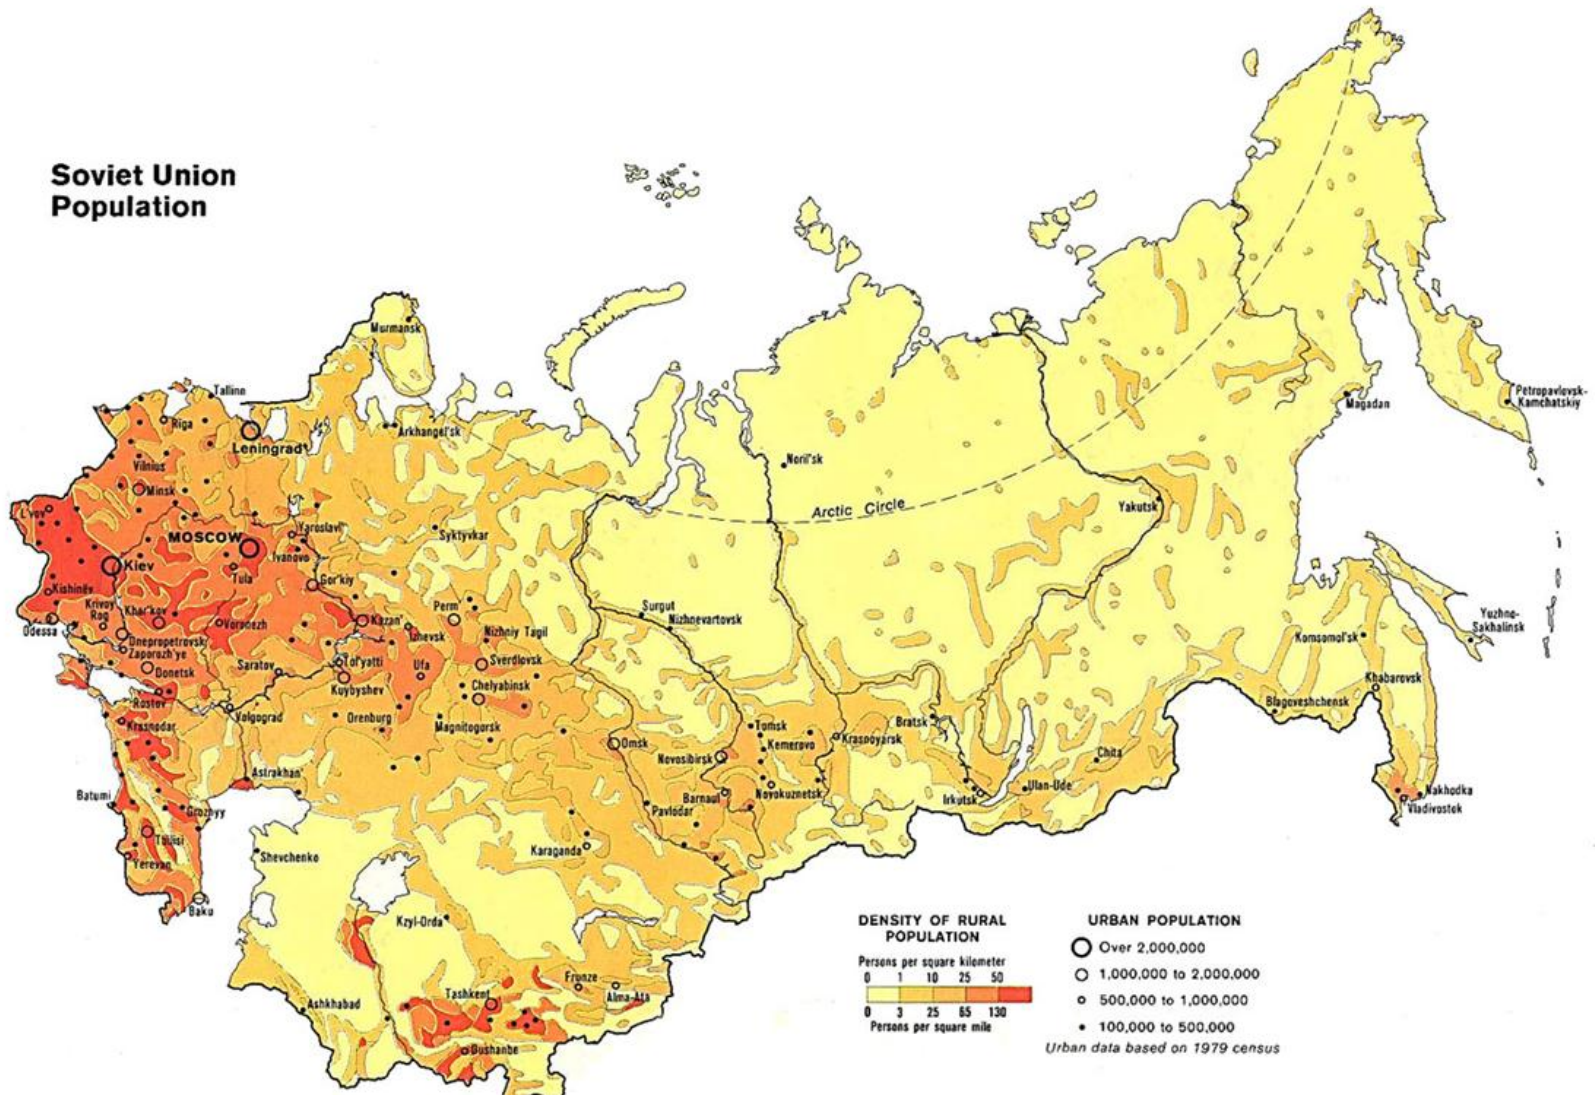 Soviet Union
Population
Murmansk
Talline
Riga
Leningrad
Arkhangel'sk
Vilnius
Minsk
Noril'sk
Magadan
Petropavlovsk-
Kamchatskiy
L'vov
Yaroslavl'
Arctic Circle
Yakutsk
MOSCOW
Ivanovo
Syktyvkar
Kiev
Tula
Gor'kiy
Kishinëv
Krivoy
Rog
Khar'kov
Voronezh
Kazan'
Perm'
Izhevsk
Surgut
Nizhnevartovsk
Odessa
Dnepropetrovsk
Zaporozh'ye
Nizhniy Tagil
Komsomol'sk
Yuzhno-
Sakhalinsk
Donetsk
Saratov
Tol'yatti
Ufa
Sverdlovsk
Kuybyshev
Chelyabinsk
Khabarovsk
Rostov
Volgograd
Orenburg
Magnitogorsk
Blagoveshchensk
Krasnodar
Tomsk
Bratsk
Omsk
Kemerovo
Krasnoyarsk
Novosibirsk
Chita
Astrakhan'
Batumi
Barnaul
Novokuznetsk
Irkutsk
Ulan-Ude
Nakhodka
Groznyy
Pavlodar
Vladivostok
Tbilisi
Karaganda
Yerevan
Shevchenko
Baku
Kzyl-Orda
Frunze
Tashkent
Alma-Ata
Ashkhabad
Dushanbe
DENSITY OF RURAL
POPULATION
Persons per square kilometer
0 1 10 25 50
0 3 25 65 130
Persons per square mile
URBAN POPULATION
Over 2,000,000
1,000,000 to 2,000,000
500,000 to 1,000,000
100,000 to 500,000
Urban data based on 1979 census